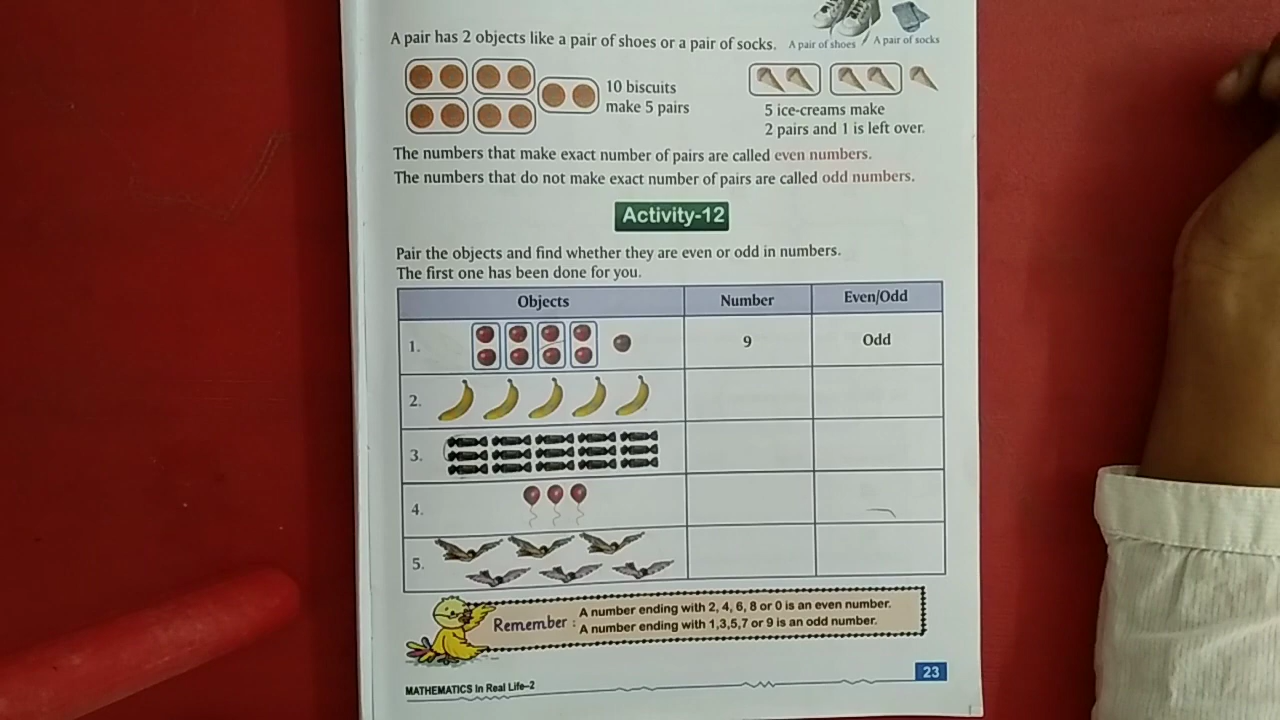 A pair has 2 objects like a pair of shoes or a pair of socks.
A pair of shoes
A pair of socks
10 biscuits
make 5 pairs
5 ice-creams make
2 pairs and 1 is left over.
The numbers that make exact number of pairs are called even numbers.
The numbers that do not make exact number of pairs are called odd numbers.
Activity-12
Pair the objects and find whether they are even or odd in numbers.
The first one has been done for you.
Objects Number Even/Odd
1. 9 Odd
2.
3.
4.
5.
Remember : A number ending with 2, 4, 6, 8 or 0 is an even number.
A number ending with 1,3,5,7 or 9 is an odd number.
23
MATHEMATICS In Real Life–2